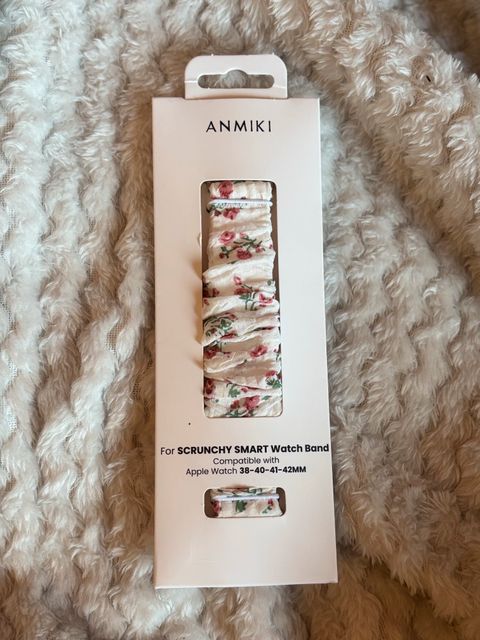 ANMIKI
For SCRUNCHY SMART Watch Band
Compatible with
Apple Watch 38-40-41-42MM